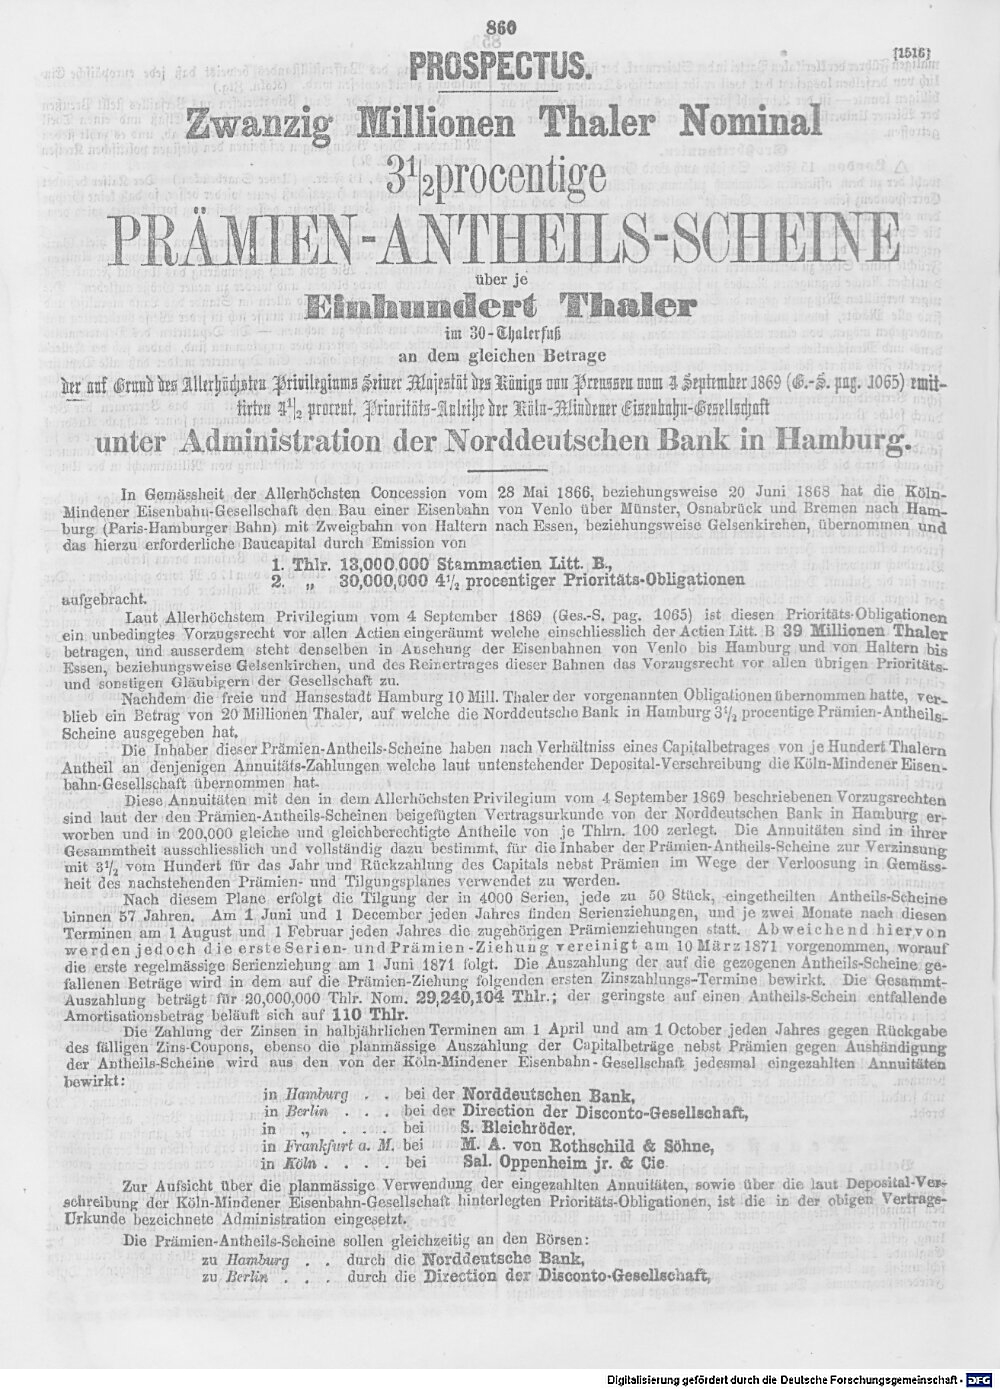 860
[1516]
PROSPECTUS.
Zwanzig Millionen Thaler Nominal
3½procentige
PRÄMIEN-ANTHEILS-SCHEINE
über je
Einhundert Thaler
im 30-Thalerfuß
an dem gleichen Betrage
der auf Grund des Allerhöchsten Privilegiums Seiner Majestät des Königs von Preussen vom 4 September 1869 (G.-S. pag. 1065) emit-
tirten 4½ procent. Prioritäts-Anleihe der Köln-Mindener Eisenbahn-Gesellschaft
unter Administration der Norddeutschen Bank in Hamburg.
In Gemässheit der Allerhöchsten Concession vom 28 Mai 1866, beziehungsweise 20 Juni 1868 hat die Köln-
Mindener Eisenbahn-Gesellschaft den Bau einer Eisenbahn von Venlo über Münster, Osnabrück und Bremen nach Ham-
burg (Paris-Hamburger Bahn) mit Zweigbahn von Haltern nach Essen, beziehungsweise Gelsenkirchen, übernommen und
das hierzu erforderliche Baucapital durch Emission von
1. Thlr. 13,000,000 Stammactien Litt. B.,
2. „ 30,000,000 4½ procentiger Prioritäts-Obligationen
aufgebracht.
Laut Allerhöchstem Privilegium vom 4 September 1869 (Ges.-S. pag. 1065) ist diesen Prioritäts-Obligationen
ein unbedingtes Vorzugsrecht vor allen Actien eingeräumt welche einschliesslich der Actien Litt. B 39 Millionen Thaler
betragen, und ausserdem steht denselben in Ansehung der Eisenbahnen von Venlo bis Hamburg und von Haltern bis
Essen, beziehungsweise Gelsenkirchen, und des Reinertrages dieser Bahnen das Vorzugsrecht vor allen übrigen Prioritäts-
und sonstigen Gläubigern der Gesellschaft zu.
Nachdem die freie und Hansestadt Hamburg 10 Mill. Thaler der vorgenannten Obligationen übernommen hatte, ver-
blieb ein Betrag von 20 Millionen Thaler, auf welche die Norddeutsche Bank in Hamburg 3½ procentige Prämien-Antheils-
Scheine ausgegeben hat,
Die Inhaber dieser Prämien-Antheils-Scheine haben nach Verhältniss eines Capitalbetrages von je Hundert Thalern
Antheil an denjenigen Annuitäts-Zahlungen welche laut untenstehender Deposital-Verschreibung die Köln-Mindener Eisen-
bahn-Gesellschaft übernommen hat.
Diese Annuitäten mit den in dem Allerhöchsten Privilegium vom 4 September 1869 beschriebenen Vorzugsrechten
sind laut der den Prämien-Antheils-Scheinen beigefügten Vertragsurkunde von der Norddeutschen Bank in Hamburg er-
worben und in 200,000 gleiche und gleichberechtigte Antheile von je Thlrn. 100 zerlegt. Die Annuitäten sind in ihrer
Gesammtheit ausschliesslich und vollständig dazu bestimmt, für die Inhaber der Prämien-Antheils-Scheine zur Verzinsung
mit 3½ vom Hundert für das Jahr und Rückzahlung des Capitals nebst Prämien im Wege der Verloosung in Gemäss-
heit des nachstehenden Prämien- und Tilgungsplanes verwendet zu werden.
Nach diesem Plane erfolgt die Tilgung der in 4000 Serien, jede zu 50 Stück, eingetheilten Antheils-Scheine
binnen 57 Jahren. Am 1 Juni und 1 December jeden Jahres finden Serienziehungen, und je zwei Monate nach diesen
Terminen am 1 August und 1 Februar jeden Jahres die zugehörigen Prämienziehungen statt. Abweichend hiervon
werden jedoch die erste Serien- und Prämien-Ziehung vereinigt am 10 März 1871 vorgenommen, worauf
die erste regelmässige Serienziehung am 1 Juni 1871 folgt. Die Auszahlung der auf die gezogenen Antheils-Scheine ge-
fallenen Beträge wird in dem auf die Prämien-Ziehung folgenden ersten Zinszahlungs-Termine bewirkt. Die Gesammt-
Auszahlung beträgt für 20,000,000 Thlr. Nom. 29,240,104 Thlr.; der geringste auf einen Antheils-Schein entfallende
Amortisationsbetrag beläuft sich auf 110 Thlr.
Die Zahlung der Zinsen in halbjährlichen Terminen am 1 April und am 1 October jeden Jahres gegen Rückgabe
des fälligen Zins-Coupons, ebenso die planmässige Auszahlung der Capitalbeträge nebst Prämien gegen Aushändigung
der Antheils-Scheine wird aus den von der Köln-Mindener Eisenbahn-Gesellschaft jedesmal eingezahlten Annuitäten
bewirkt:
in Hamburg . . bei der Norddeutschen Bank,
in Berlin . . . bei der Direction der Disconto-Gesellschaft,
in „ . . . bei S. Bleichröder,
in Frankfurt a. M. bei M. A. von Rothschild & Söhne,
in Köln . . . . bei Sal. Oppenheim jr. & Cie.
Zur Aufsicht über die planmässige Verwendung der eingezahlten Annuitäten, sowie über die laut Deposital-Ver-
schreibung der Köln-Mindener Eisenbahn-Gesellschaft hinterlegten Prioritäts-Obligationen, ist die in der obigen Vertrags-
Urkunde bezeichnete Administration eingesetzt.
Die Prämien-Antheils-Scheine sollen gleichzeitig an den Börsen:
zu Hamburg . . durch die Norddeutsche Bank,
zu Berlin . . . durch die Direction der Disconto-Gesellschaft,
Digitalisierung gefördert durch die Deutsche Forschungsgemeinschaft - DFG